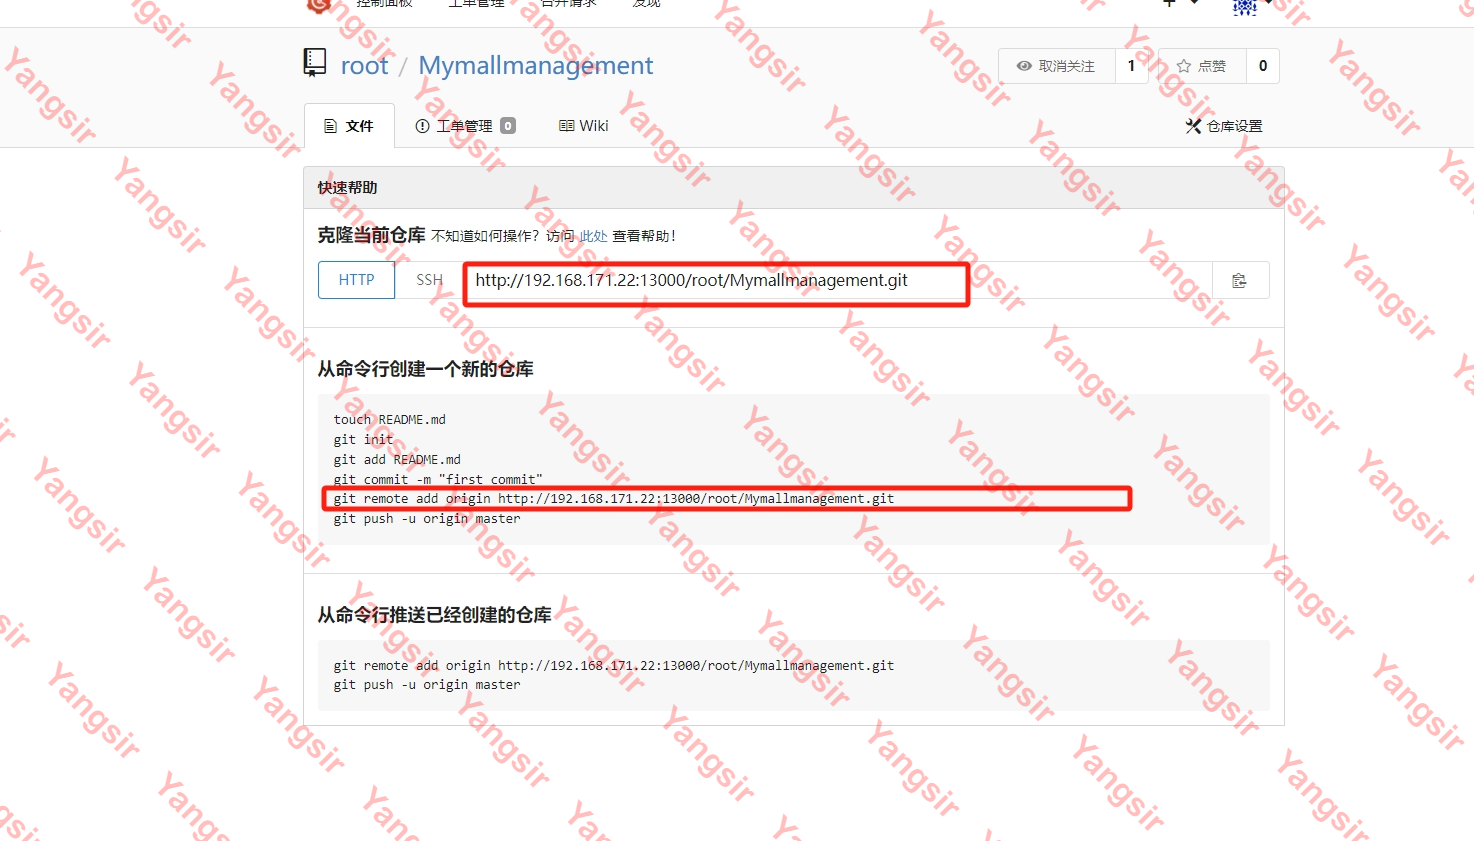 控制面板 工单管理 合并请求 发现
root / Mymallmanagement
取消关注 1 点赞 0
文件 工单管理 0 Wiki 仓库设置
快速帮助
克隆当前仓库 不知道如何操作？访问 此处 查看帮助！
HTTP SSH http://192.168.171.22:13000/root/Mymallmanagement.git
从命令行创建一个新的仓库
touch README.md
git init
git add README.md
git commit -m "first commit"
git remote add origin http://192.168.171.22:13000/root/Mymallmanagement.git
git push -u origin master
从命令行推送已经创建的仓库
git remote add origin http://192.168.171.22:13000/root/Mymallmanagement.git
git push -u origin master
Yangsir